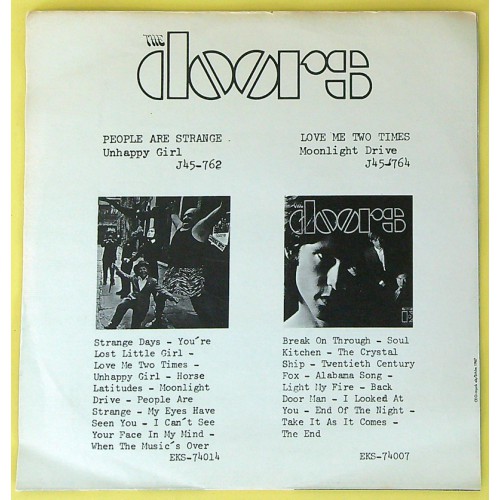 THE
doors
PEOPLE ARE STRANGE
Unhappy Girl
J45-762
LOVE ME TWO TIMES
Moonlight Drive
J45-764
THE
doors
Strange Days - You're
Lost Little Girl -
Love Me Two Times -
Unhappy Girl - Horse
Latitudes - Moonlight
Drive - People Are
Strange - My Eyes Have
Seen You - I Can't See
Your Face In My Mind -
When The Music's Over
EKS-74014
Break On Through - Soul
Kitchen - The Crystal
Ship - Twentieth Century
Fox - Alabama Song -
Light My Fire - Back
Door Man - I Looked At
You - End Of The Night -
Take It As It Comes -
The End
EKS-74007